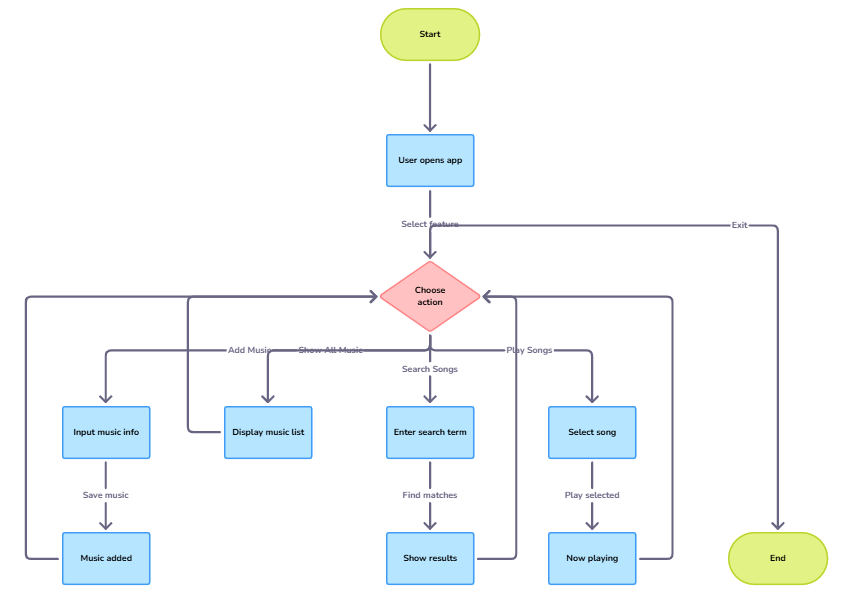 Start
User opens app
Select feature
Exit
Choose
action
Add Music
Show All Music
Play Songs
Search Songs
Input music info
Display music list
Enter search term
Select song
Save music
Find matches
Play selected
Music added
Show results
Now playing
End